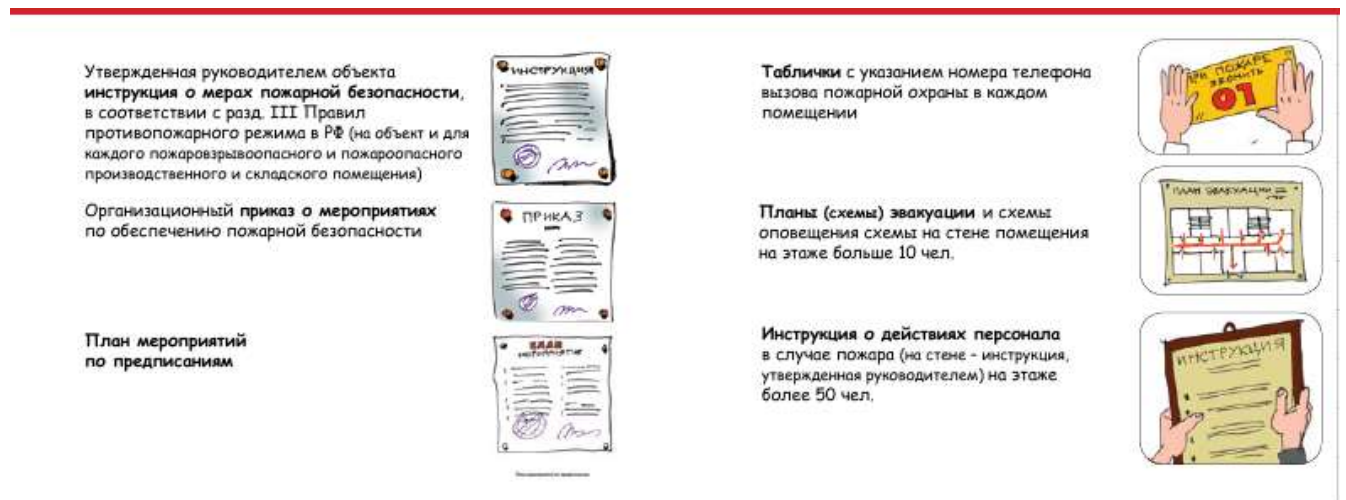 Утвержденная руководителем объекта
инструкция о мерах пожарной безопасности,
в соответствии с разд. III Правил
противопожарного режима в РФ (на объект и для
каждого пожаровзрывоопасного и пожароопасного
производственного и складского помещения)
ИНСТРУКЦИЯ
Организационный приказ о мероприятиях
по обеспечению пожарной безопасности
ПРИКАЗ
План мероприятий
по предписаниям
ПЛАН
МЕРОПРИЯТИЙ
Таблички с указанием номера телефона
вызова пожарной охраны в каждом
помещении
ПРИ ПОЖАРЕ
ЗВОНИТЬ
01
Планы (схемы) эвакуации и схемы
оповещения схемы на стене помещения
на этаже больше 10 чел.
ПЛАН ЭВАКУАЦИИ
Инструкция о действиях персонала
в случае пожара (на стене - инструкция,
утвержденная руководителем) на этаже
более 50 чел.
ИНСТРУКЦИЯ